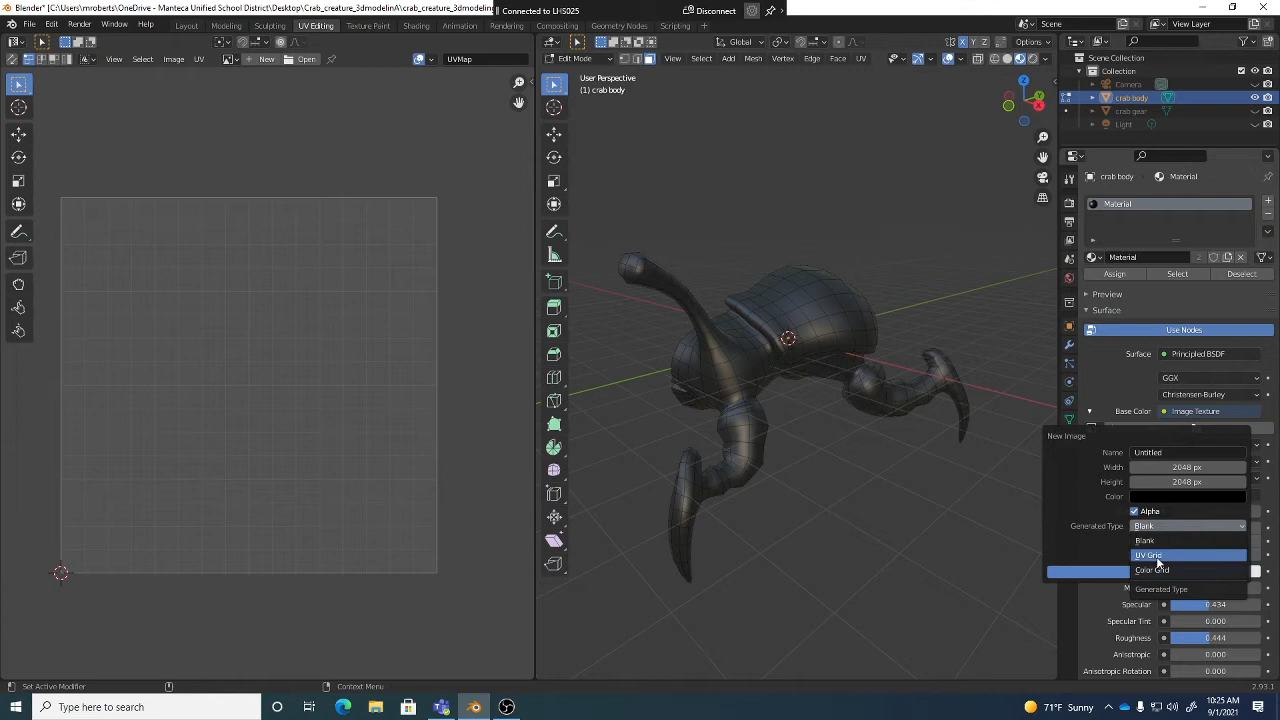 Blender* [C:\Users\mroberts\OneDrive - Manteca Unified School District\Desktop\Crab_creature_3dmodelinA\crab_creature_3dmodelin
Connected to LHS025
Disconnect
File Edit Render Window Help
Layout Modeling Sculpting UV Editing Texture Paint Shading Animation Rendering Compositing Geometry Nodes Scripting
Scene
View Layer
View Select Image UV
New
Open
UVMap
Global
Options
Edit Mode
View Select Add Mesh Vertex Edge Face UV
User Perspective
(1) crab body
Z
Y
X
Scene Collection
Collection
Camera
crab body
crab gear
Light
crab body
Material
Material
Material
2
Assign
Select
Deselect
Preview
Surface
Use Nodes
Surface
Principled BSDF
GGX
Christensen-Burley
Base Color
Image Texture
New Image
Name
Untitled
Width
2048 px
Height
2048 px
Color
Alpha
Generated Type
Blank
Blank
UV Grid
Color Grid
Generated Type
Specular
0.434
Specular Tint
0.000
Roughness
0.444
Anisotropic
0.000
Anisotropic Rotation
0.000
Set Active Modifier
Context Menu
2.93.1
Type here to search
71°F Sunny
10:25 AM
9/1/2021